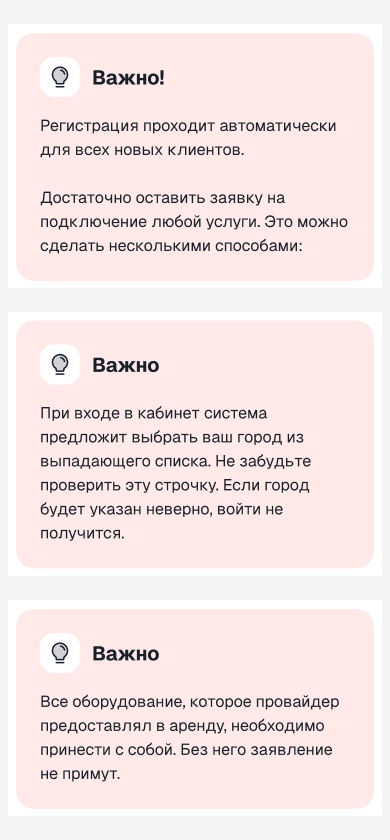 Важно!
Регистрация проходит автоматически
для всех новых клиентов.
Достаточно оставить заявку на
подключение любой услуги. Это можно
сделать несколькими способами:
Важно
При входе в кабинет система
предложит выбрать ваш город из
выпадающего списка. Не забудьте
проверить эту строчку. Если город
будет указан неверно, войти не
получится.
Важно
Все оборудование, которое провайдер
предоставлял в аренду, необходимо
принести с собой. Без него заявление
не примут.